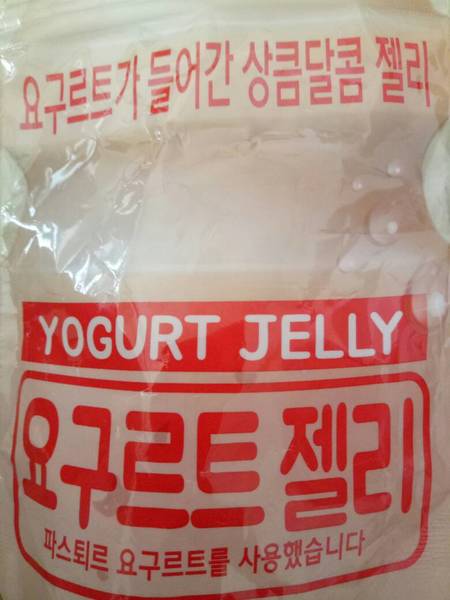 요구르트가 들어간 상큼달콤 젤리
YOGURT JELLY
요구르트 젤리
파스퇴르 요구르트를 사용했습니다